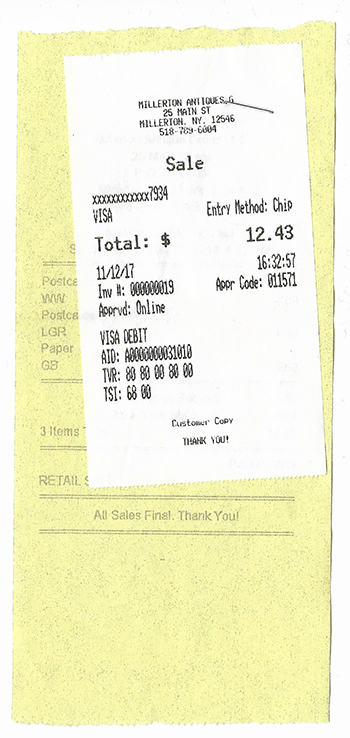 MILLERTON ANTIQUES G
25 MAIN ST
MILLERTON, NY, 12546
518-789-6004
Sale
xxxxxxxxxxxx7934
VISA Entry Method: Chip
Total: $ 12.43
11/12/17 16:32:57
Inv #: 000000019 Appr Code: 011571
Apprvd: Online
VISA DEBIT
AID: A0000000031010
TVR: 80 80 00 80 00
TSI: 68 00
Customer Copy
THANK YOU!
S
Postca
WW
Postca
LGR
Paper
GB
3 Items
RETAIL S
All Sales Final. Thank You!